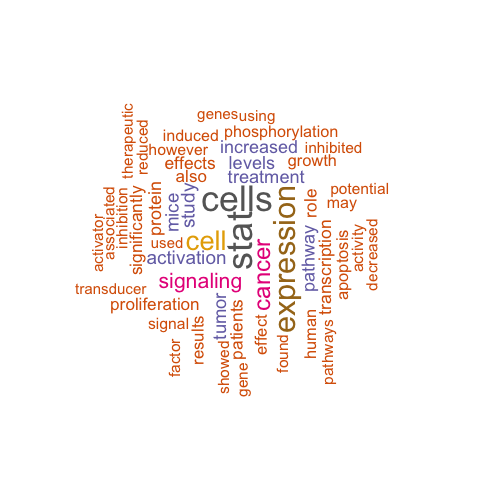 genes
using
therapeutic
reduced
induced
phosphorylation
however
increased
inhibited
effects
levels
growth
also
treatment
activator
associated
inhibition
significantly
protein
mice
study
cells
stat
expression
role
potential
may
used
cell
activation
signaling
cancer
pathway
transcription
apoptosis
activity
decreased
transducer
proliferation
tumor
signal
results
patients
effect
found
human
pathways
factor
showed
gene